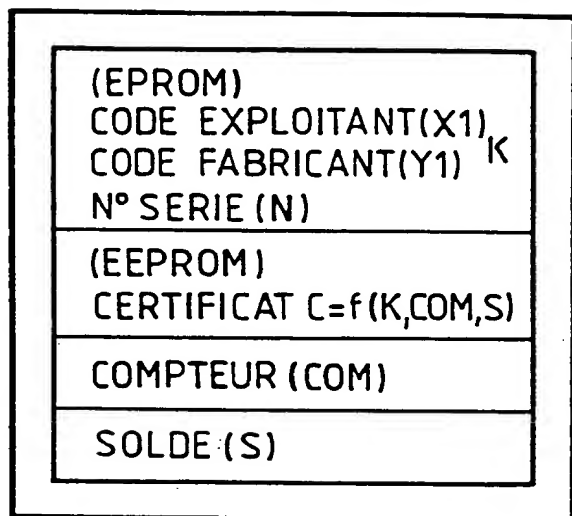 (EPROM)
CODE EXPLOITANT(X1)
CODE FABRICANT(Y1) K
N° SERIE (N)
(EEPROM)
CERTIFICAT C=f(K,COM,S)
COMPTEUR (COM)
SOLDE (S)